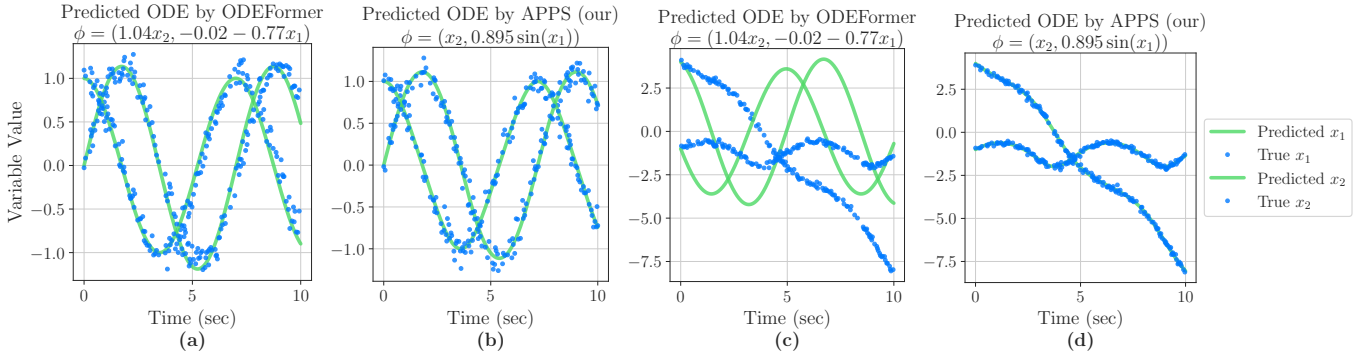 Predicted ODE by ODEFormer
ϕ = (1.04x₂, −0.02 − 0.77x₁)
Variable Value
1.0
0.5
0.0
−0.5
−1.0
0
5
10
Time (sec)
(a)
Predicted ODE by APPS (our)
ϕ = (x₂, 0.895 sin(x₁))
1.0
0.5
0.0
−0.5
−1.0
0
5
10
Time (sec)
(b)
Predicted ODE by ODEFormer
ϕ = (1.04x₂, −0.02 − 0.77x₁)
2.5
0.0
−2.5
−5.0
−7.5
0
5
10
Time (sec)
(c)
Predicted ODE by APPS (our)
ϕ = (x₂, 0.895 sin(x₁))
2.5
0.0
−2.5
−5.0
−7.5
0
5
10
Time (sec)
(d)
Predicted x₁
True x₁
Predicted x₂
True x₂